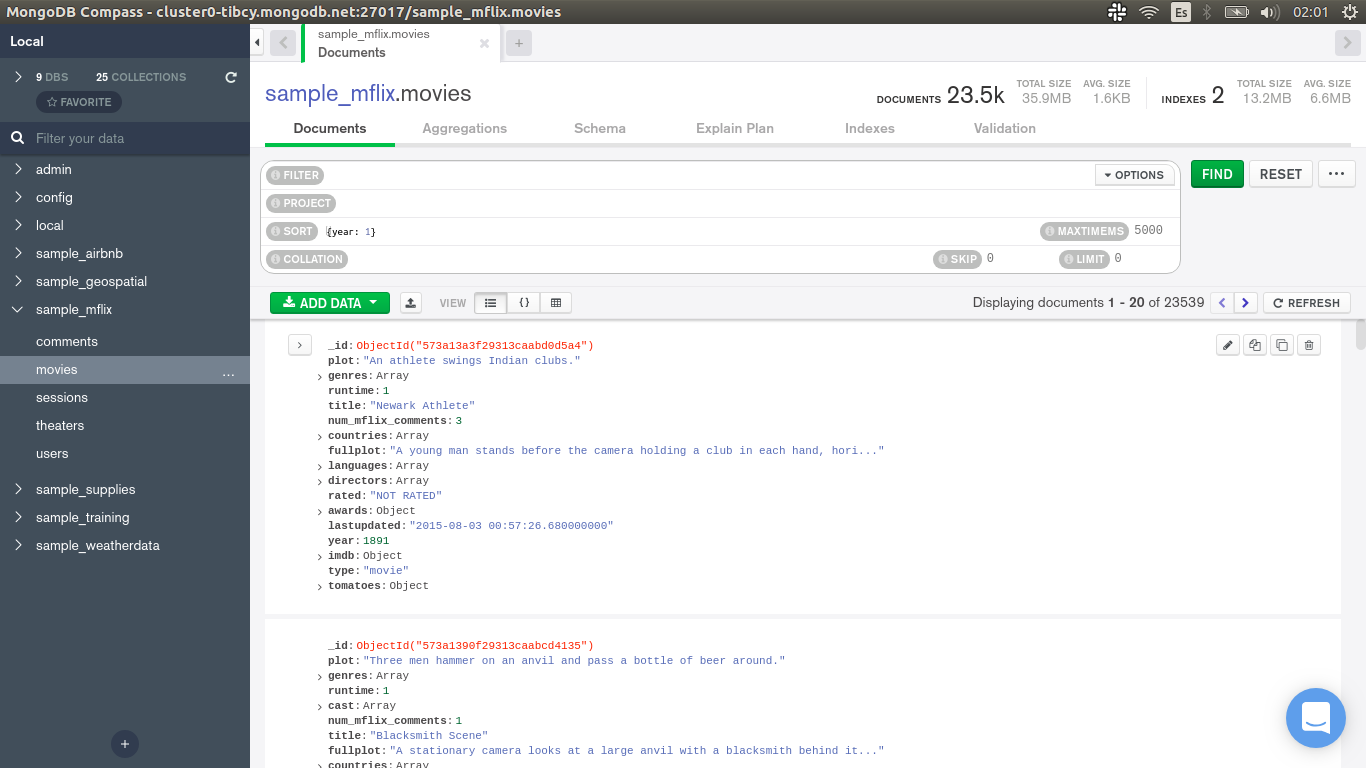 MongoDB Compass - cluster0-tibcy.mongodb.net:27017/sample_mflix.movies
Es
02:01
Local
9 DBS 25 COLLECTIONS
FAVORITE
Filter your data
admin
config
local
sample_airbnb
sample_geospatial
sample_mflix
comments
movies ...
sessions
theaters
users
sample_supplies
sample_training
sample_weatherdata
+
sample_mflix.movies
Documents
+
sample_mflix.movies
DOCUMENTS 23.5k
TOTAL SIZE 35.9MB
AVG. SIZE 1.6KB
INDEXES 2
TOTAL SIZE 13.2MB
AVG. SIZE 6.6MB
Documents Aggregations Schema Explain Plan Indexes Validation
FILTER OPTIONS
PROJECT
SORT {year: 1} MAXTIMEMS 5000
COLLATION SKIP 0 LIMIT 0
FIND RESET ...
ADD DATA VIEW {} Displaying documents 1 - 20 of 23539 < > REFRESH
_id: ObjectId("573a13a3f29313caabd0d5a4")
plot: "An athlete swings Indian clubs."
genres: Array
runtime: 1
title: "Newark Athlete"
num_mflix_comments: 3
countries: Array
fullplot: "A young man stands before the camera holding a club in each hand, hori..."
languages: Array
directors: Array
rated: "NOT RATED"
awards: Object
lastupdated: "2015-08-03 00:57:26.680000000"
year: 1891
imdb: Object
type: "movie"
tomatoes: Object
_id: ObjectId("573a1390f29313caabcd4135")
plot: "Three men hammer on an anvil and pass a bottle of beer around."
genres: Array
runtime: 1
cast: Array
num_mflix_comments: 1
title: "Blacksmith Scene"
fullplot: "A stationary camera looks at a large anvil with a blacksmith behind it..."
countries: Array